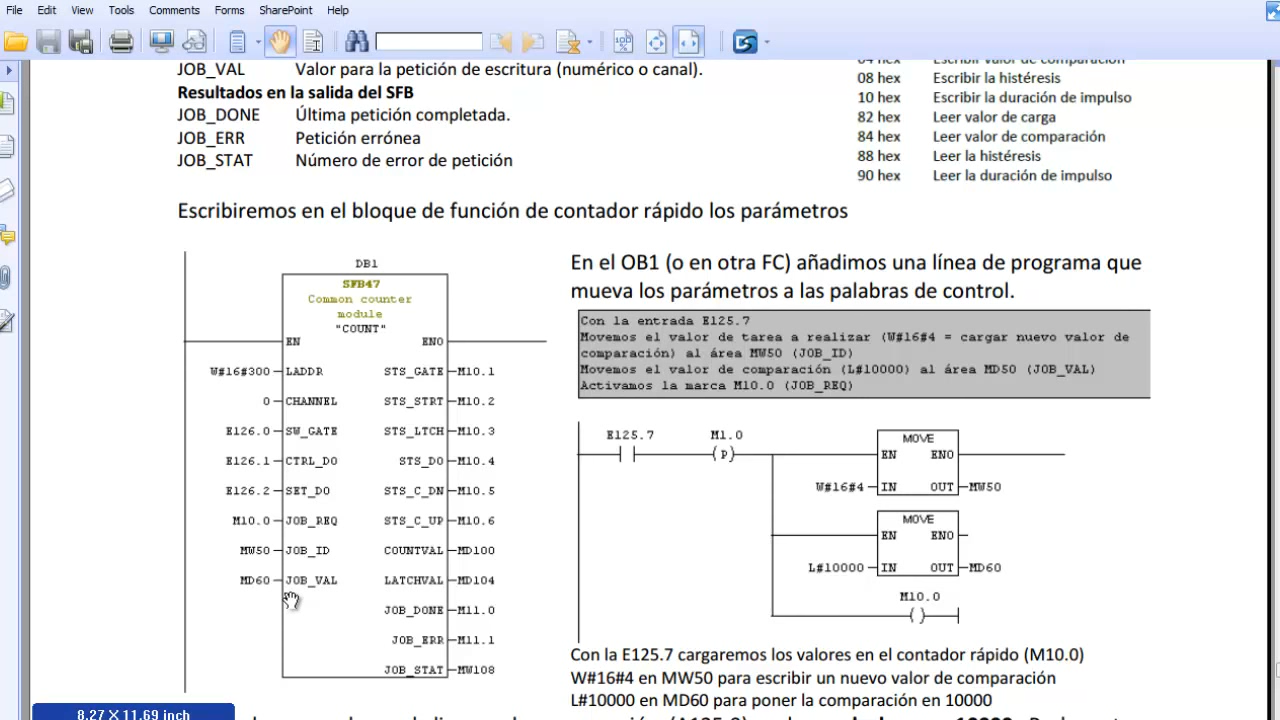 File Edit View Tools Comments Forms SharePoint Help
JOB_VAL Valor para la petición de escritura (numérico o canal).
Resultados en la salida del SFB
JOB_DONE Última petición completada.
JOB_ERR Petición errónea
JOB_STAT Número de error de petición
04 hex Escribir valor de comparación
08 hex Escribir la histéresis
10 hex Escribir la duración de impulso
82 hex Leer valor de carga
84 hex Leer valor de comparación
88 hex Leer la histéresis
90 hex Leer la duración de impulso
Escribiremos en el bloque de función de contador rápido los parámetros
DB1
SFB47
Common counter
module
"COUNT"
EN ENO
W#16#300 LADDR STS_GATE M10.1
0 CHANNEL STS_STRT M10.2
E126.0 SW_GATE STS_LTCH M10.3
E126.1 CTRL_DO STS_DO M10.4
E126.2 SET_DO STS_C_DN M10.5
M10.0 JOB_REQ STS_C_UP M10.6
MW50 JOB_ID COUNTVAL MD100
MD60 JOB_VAL LATCHVAL MD104
JOB_DONE M11.0
JOB_ERR M11.1
JOB_STAT MW108
En el OB1 (o en otra FC) añadimos una línea de programa que
mueva los parámetros a las palabras de control.
Con la entrada E125.7
Movemos el valor de tarea a realizar (W#16#4 = cargar nuevo valor de
comparación) al área MW50 (JOB_ID)
Movemos el valor de comparación (L#10000) al área MD50 (JOB_VAL)
Activamos la marca M10.0 (JOB_REQ)
E125.7 M1.0 MOVE
(P) EN ENO
W#16#4 IN OUT MW50
MOVE
EN ENO
L#10000 IN OUT MD60
M10.0
( )
Con la E125.7 cargaremos los valores en el contador rápido (M10.0)
W#16#4 en MW50 para escribir un nuevo valor de comparación
L#10000 en MD60 para poner la comparación en 10000
8,27 X 11,69 inch